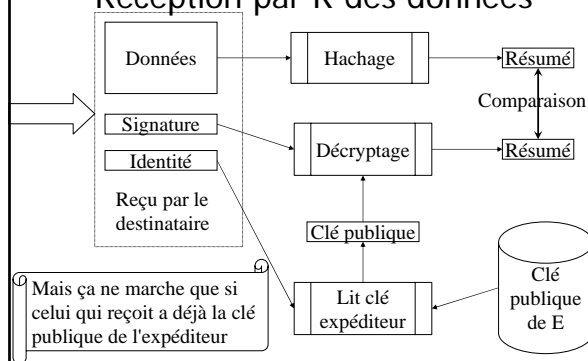 Réception par R des données
Données
Hachage
Résumé
Comparaison
Signature
Décryptage
Résumé
Identité
Reçu par le
destinataire
Clé publique
Mais ça ne marche que si
celui qui reçoit a déjà la clé
publique de l'expéditeur
Lit clé
expéditeur
Clé
publique
de E